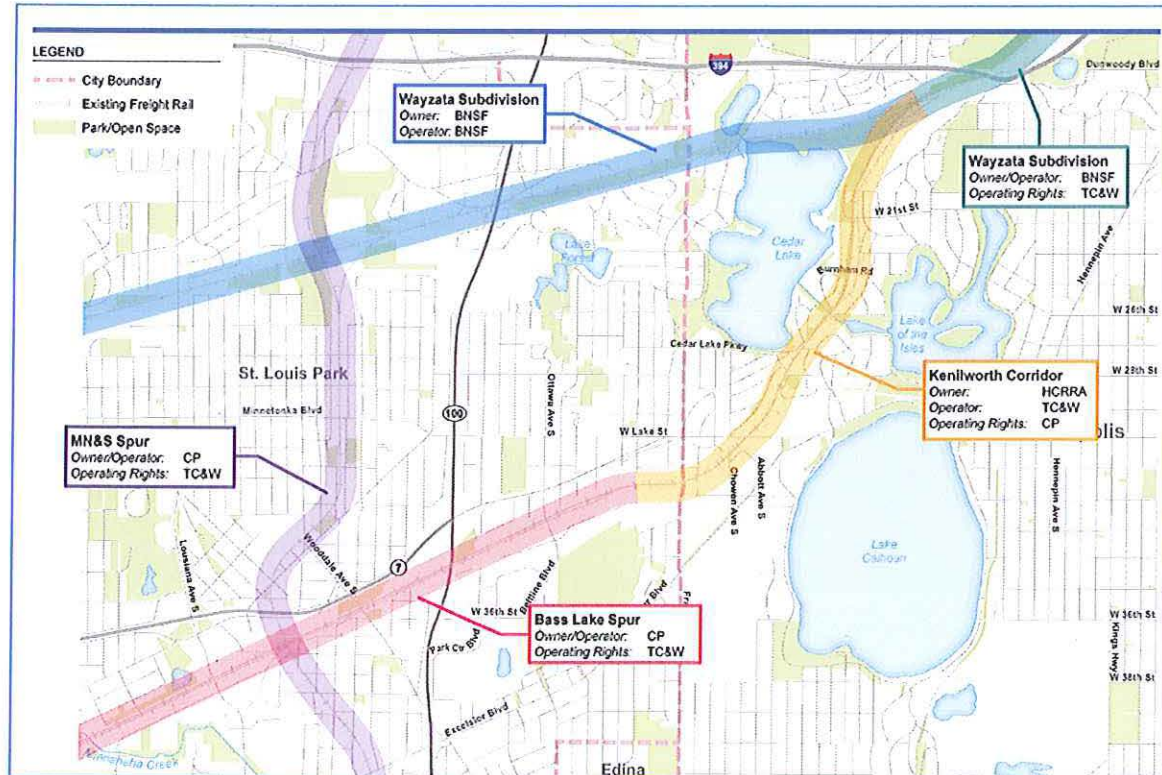 LEGEND
City Boundary
Existing Freight Rail
Park/Open Space
394
Dunwoody Blvd
Wayzata Subdivision
Owner: BNSF
Operator: BNSF
Wayzata Subdivision
Owner/Operator: BNSF
Operating Rights: TC&W
W 21st St
Cedar
Lake
Lake
Forest
Burnham Rd
Hennepin Ave
W 26th St
Lake
of the
Isles
Cedar Lake Pkwy
W 28th St
St. Louis Park
Kenilworth Corridor
Owner: HCRRA
Operator: TC&W
Operating Rights: CP
Minnetonka Blvd
100
Ottawa Ave S
W Lake St
olis
MN&S Spur
Owner/Operator: CP
Operating Rights: TC&W
Chowen Ave S
Abbott Ave S
Hennepin Ave S
Louisiana Ave S
Wooddale Ave S
7
Lake
Calhoun
Beltline Blvd
W 36th St
Bass Lake Spur
Owner/Operator: CP
Operating Rights: TC&W
Blvd
W 36th St
Kings Hwy
Park Ctr Blvd
W 38th St
Excelsior Blvd
Minnehaha Creek
Edina